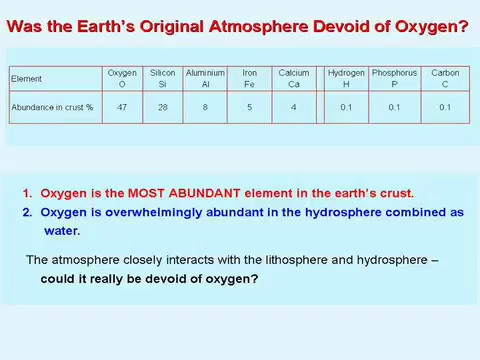 Was the Earth's Original Atmosphere Devoid of Oxygen?
Element Oxygen O Silicon Si Aluminium Al Iron Fe Calcium Ca Hydrogen H Phosphorus P Carbon C
Abundance in crust % 47 28 8 5 4 0.1 0.1 0.1
1. Oxygen is the MOST ABUNDANT element in the earth's crust.
2. Oxygen is overwhelmingly abundant in the hydrosphere combined as
water.
The atmosphere closely interacts with the lithosphere and hydrosphere –
could it really be devoid of oxygen?